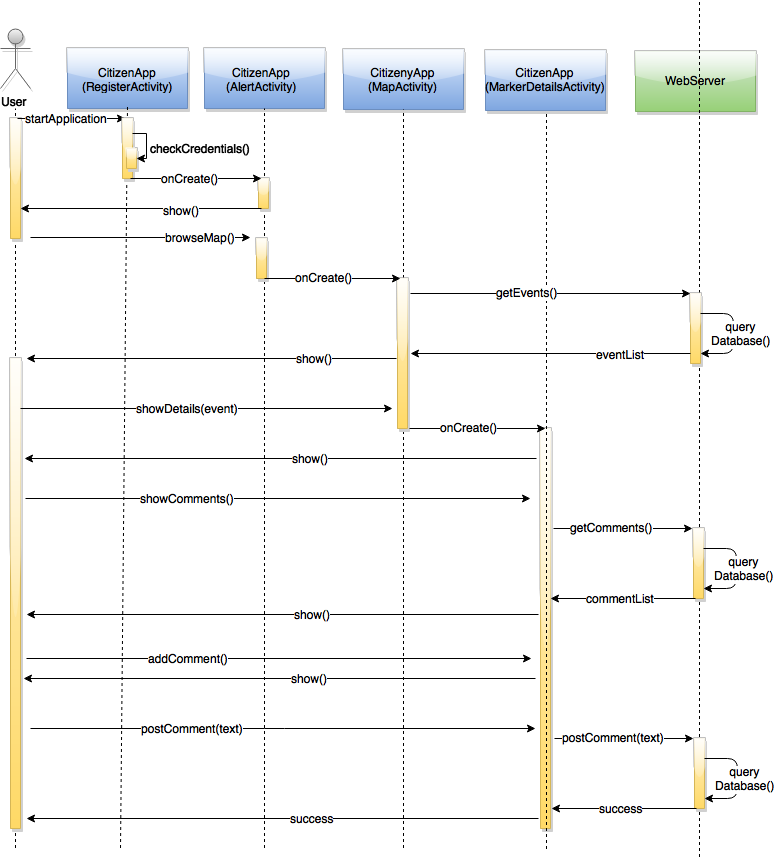 User
CitizenApp
(RegisterActivity)
CitizenApp
(AlertActivity)
CitizenyApp
(MapActivity)
CitizenApp
(MarkerDetailsActivity)
WebServer
startApplication
checkCredentials()
onCreate()
show()
browseMap()
onCreate()
getEvents()
query
Database()
eventList
show()
showDetails(event)
onCreate()
show()
showComments()
getComments()
query
Database()
commentList
show()
addComment()
show()
postComment(text)
postComment(text)
query
Database()
success
success